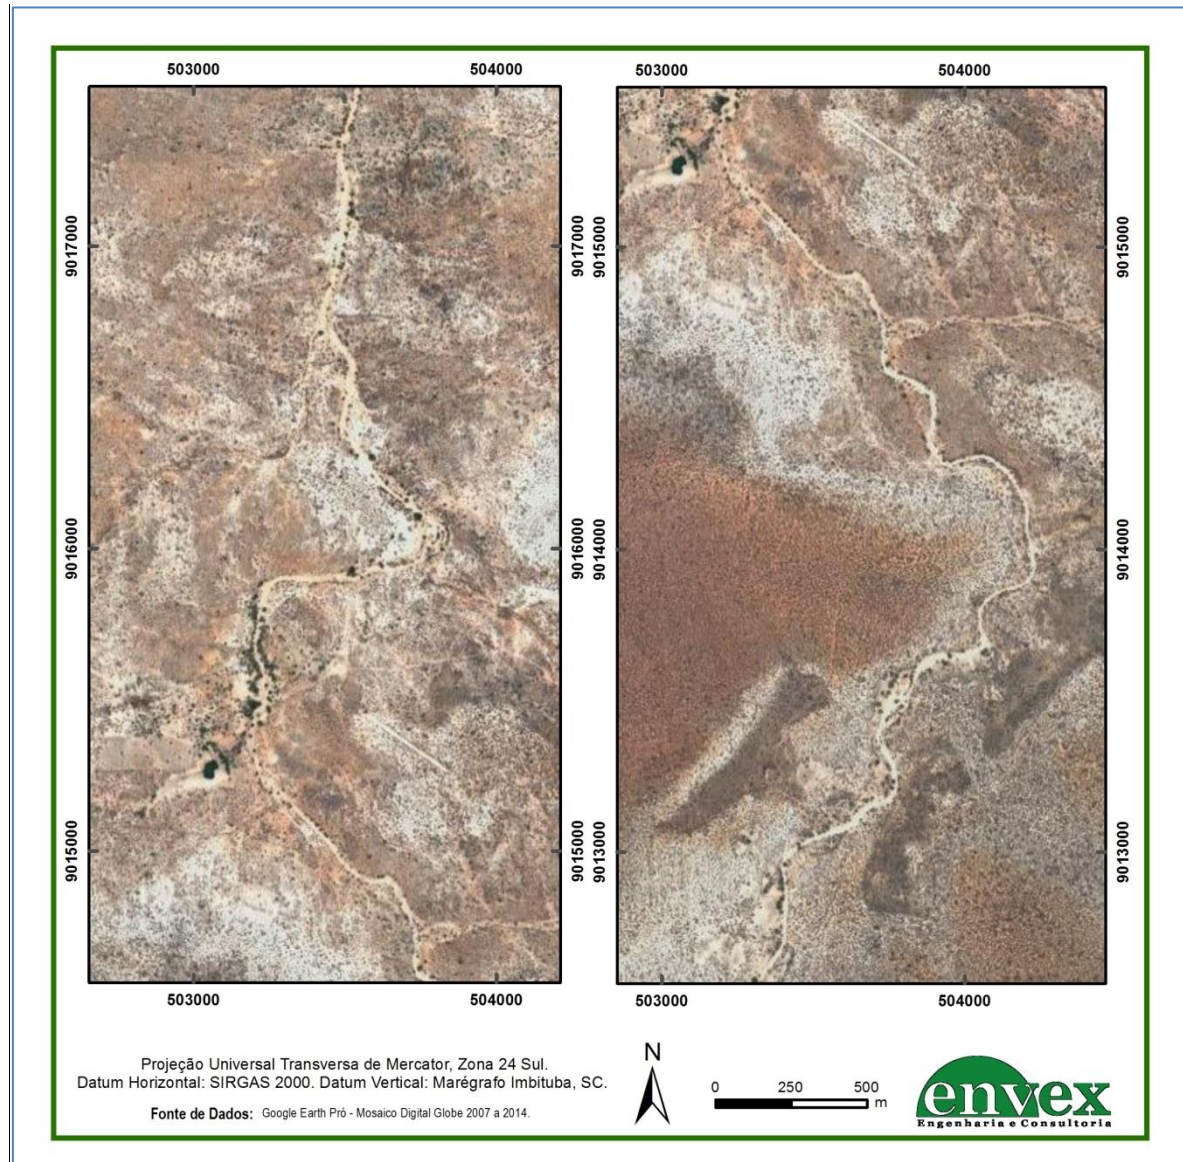 503000 504000 503000 504000
9017000 9017000 9015000 9015000
9016000 9016000 9014000 9014000
9015000 9015000 9013000 9013000
503000 504000 503000 504000
Projeção Universal Transversa de Mercator, Zona 24 Sul.
Datum Horizontal: SIRGAS 2000. Datum Vertical: Marégrafo Imbituba, SC.
Fonte de Dados: Google Earth Pró - Mosaico Digital Globe 2007 a 2014.
N
0 250 500
m
envex
Engenharia e Consultoria